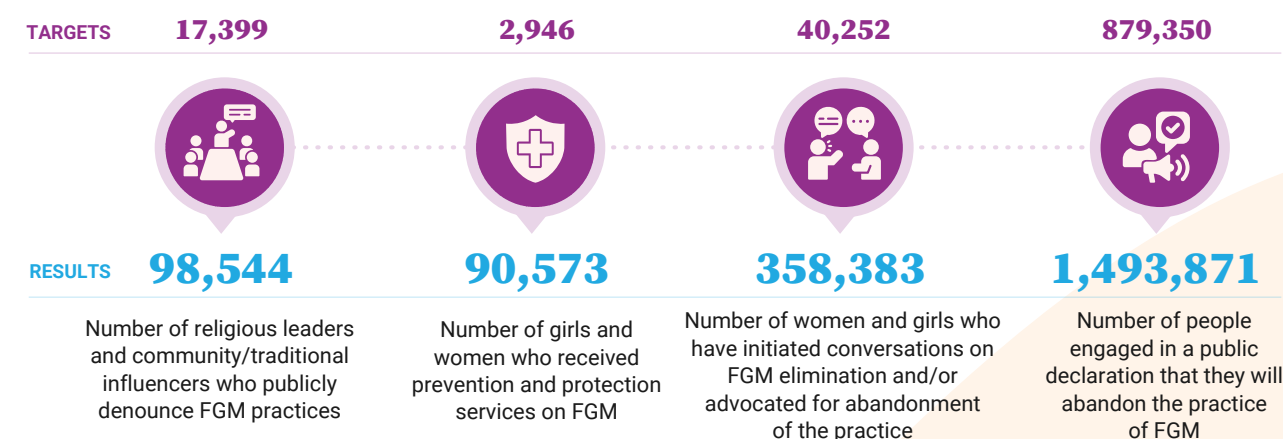 TARGETS 17,399 2,946 40,252 879,350
RESULTS 98,544 90,573 358,383 1,493,871
Number of religious leaders
and community/traditional
influencers who publicly
denounce FGM practices
Number of girls and
women who received
prevention and protection
services on FGM
Number of women and girls who
have initiated conversations on
FGM elimination and/or
advocated for abandonment
of the practice
Number of people
engaged in a public
declaration that they will
abandon the practice
of FGM